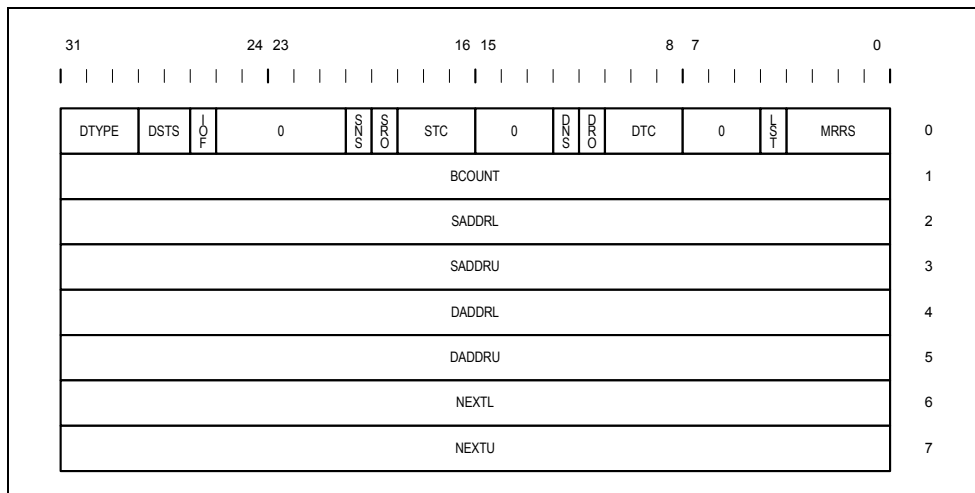 31 24 23 16 15 8 7 0
DTYPE DSTS IOF 0 SNS SRO STC 0 DNS DRO DTC 0 LST MRRS 0
BCOUNT 1
SADDRL 2
SADDRU 3
DADDRL 4
DADDRU 5
NEXTL 6
NEXTU 7